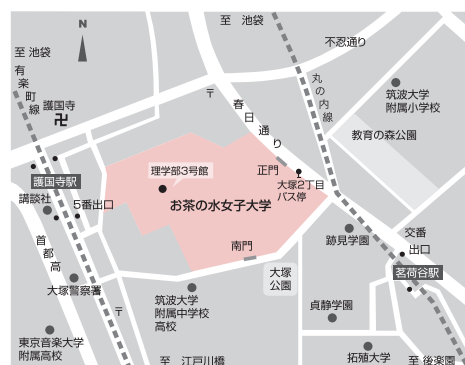 N
至 池袋
不忍通り
至 池袋
有楽町線
護国寺
卍
〒
春日通り
丸の内線
筑波大学
附属小学校
教育の森公園
理学部3号館
正門
護国寺駅
大塚2丁目
バス停
講談社
5番出口
お茶の水女子大学
首都高
南門
跡見学園
交番
出口
大塚
公園
茗荷谷駅
大塚警察署
〒
筑波大学
附属中学校
高校
貞静学園
東京音楽大学
附属高校
拓殖大学
至 江戸川橋
至 後楽園